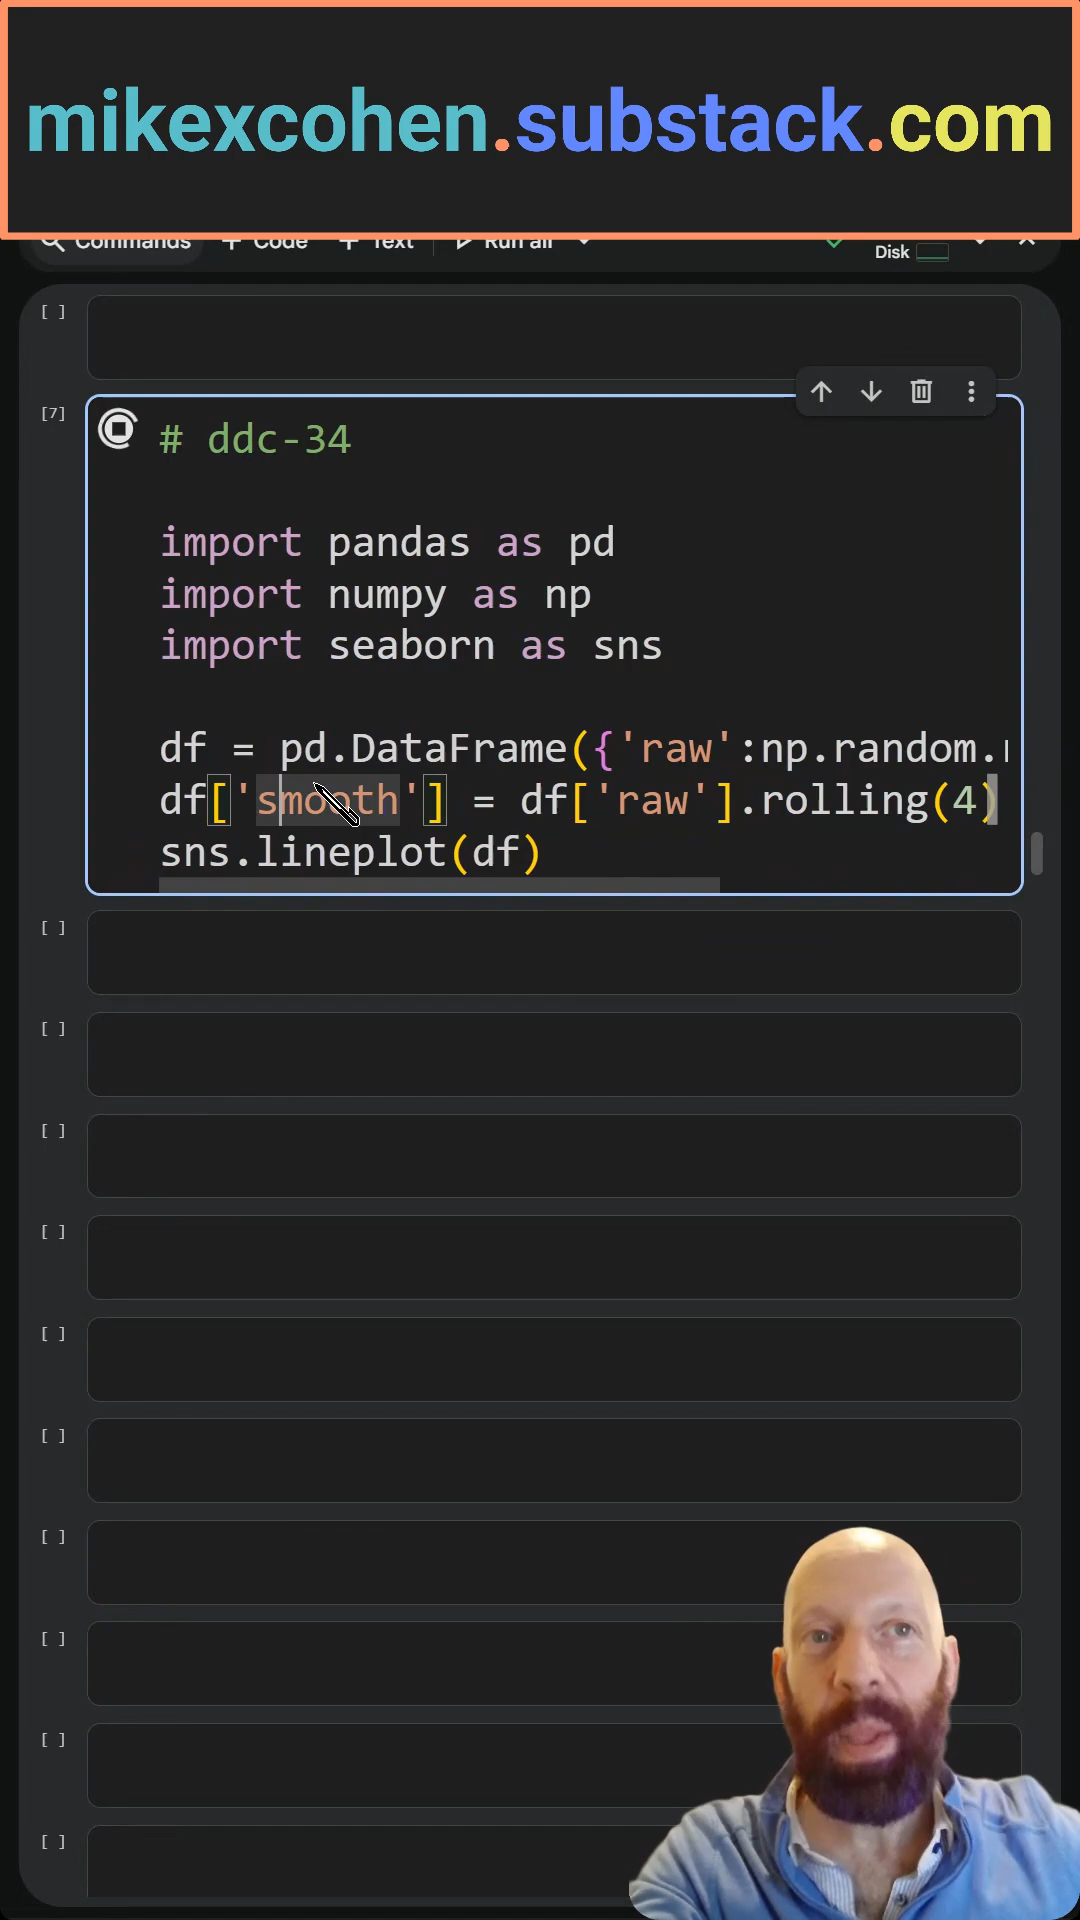 mikexcohen.substack.com
Commands + Code + Text Run all
Disk
[ ]
[7]
# ddc-34
import pandas as pd
import numpy as np
import seaborn as sns
df = pd.DataFrame({'raw':np.random.
df['smooth'] = df['raw'].rolling(4)
sns.lineplot(df)
[ ]
[ ]
[ ]
[ ]
[ ]
[ ]
[ ]
[ ]
[ ]
[ ]